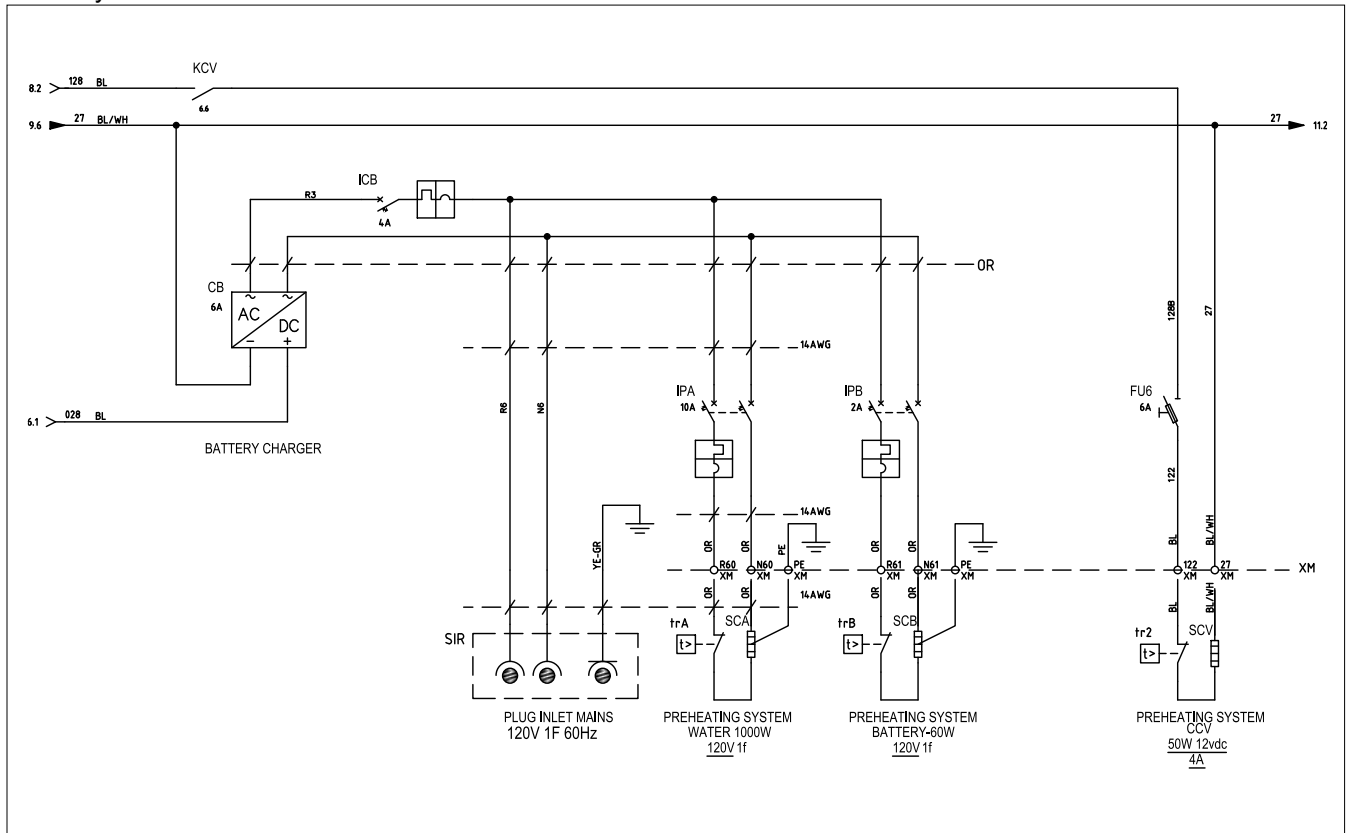 KCV
8.2 128 BL
6.6
9.6 27 BL/WH 27 11.2
ICB
R3
4A
OR
CB
6A
AC
DC
~ ~
- +
14AWG
128B
27
IPA
10A
IPB
2A
FU6
6A
R6
N6
6.1 028 BL
BATTERY CHARGER
122
14AWG
YE-GR
OR OR PE OR OR BL BL/WH
R60 N60 PE R61 N61 PE 122 27
XM XM XM XM XM XM XM XM XM
OR OR OR OR BL BL/WH
14AWG
SIR
trA SCA trB SCB tr2 SCV
t> t> t>
PLUG INLET MAINS
120V 1F 60Hz
PREHEATING SYSTEM
WATER 1000W
120V 1f
PREHEATING SYSTEM
BATTERY-60W
120V 1f
PREHEATING SYSTEM
CCV
50W 12vdc
4A